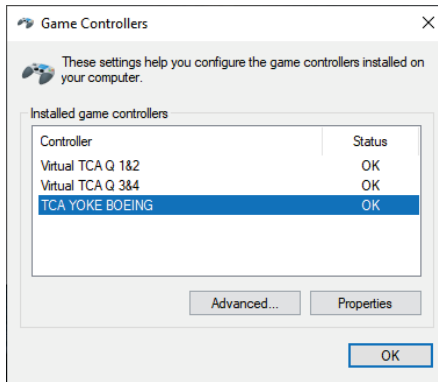 Game Controllers
These settings help you configure the game controllers installed on
your computer.
Installed game controllers
Controller Status
Virtual TCA Q 1&2 OK
Virtual TCA Q 3&4 OK
TCA YOKE BOEING OK
Advanced... Properties
OK